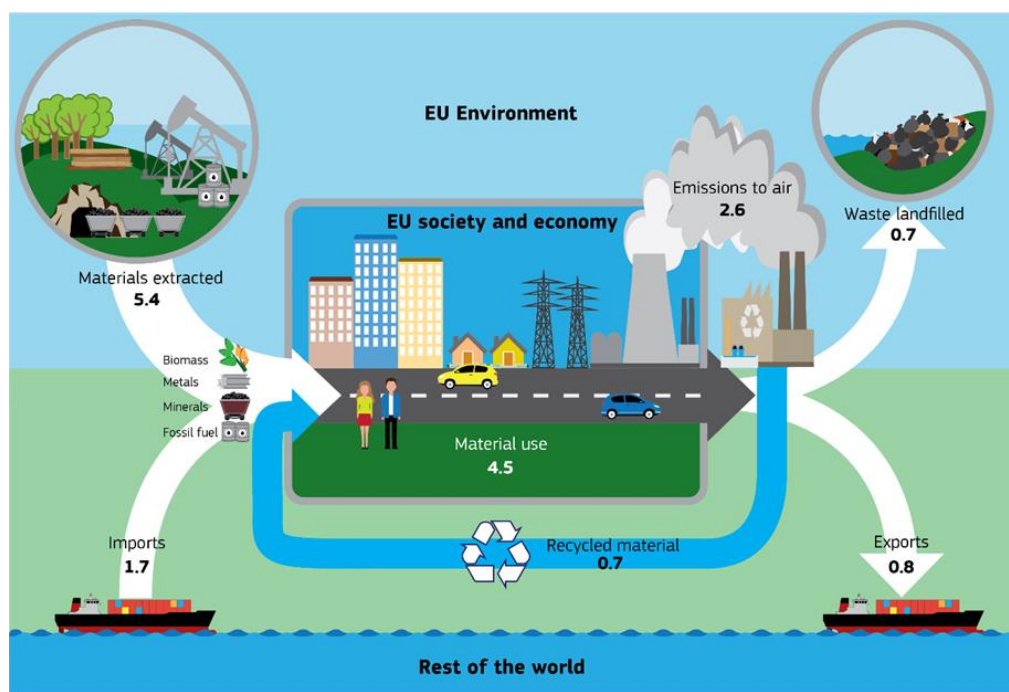 EU Environment
Emissions to air
2.6
Waste landfilled
0.7
EU society and economy
Materials extracted
5.4
Biomass
Metals
Minerals
Fossil fuel
Material use
4.5
Imports
1.7
Recycled material
0.7
Exports
0.8
Rest of the world